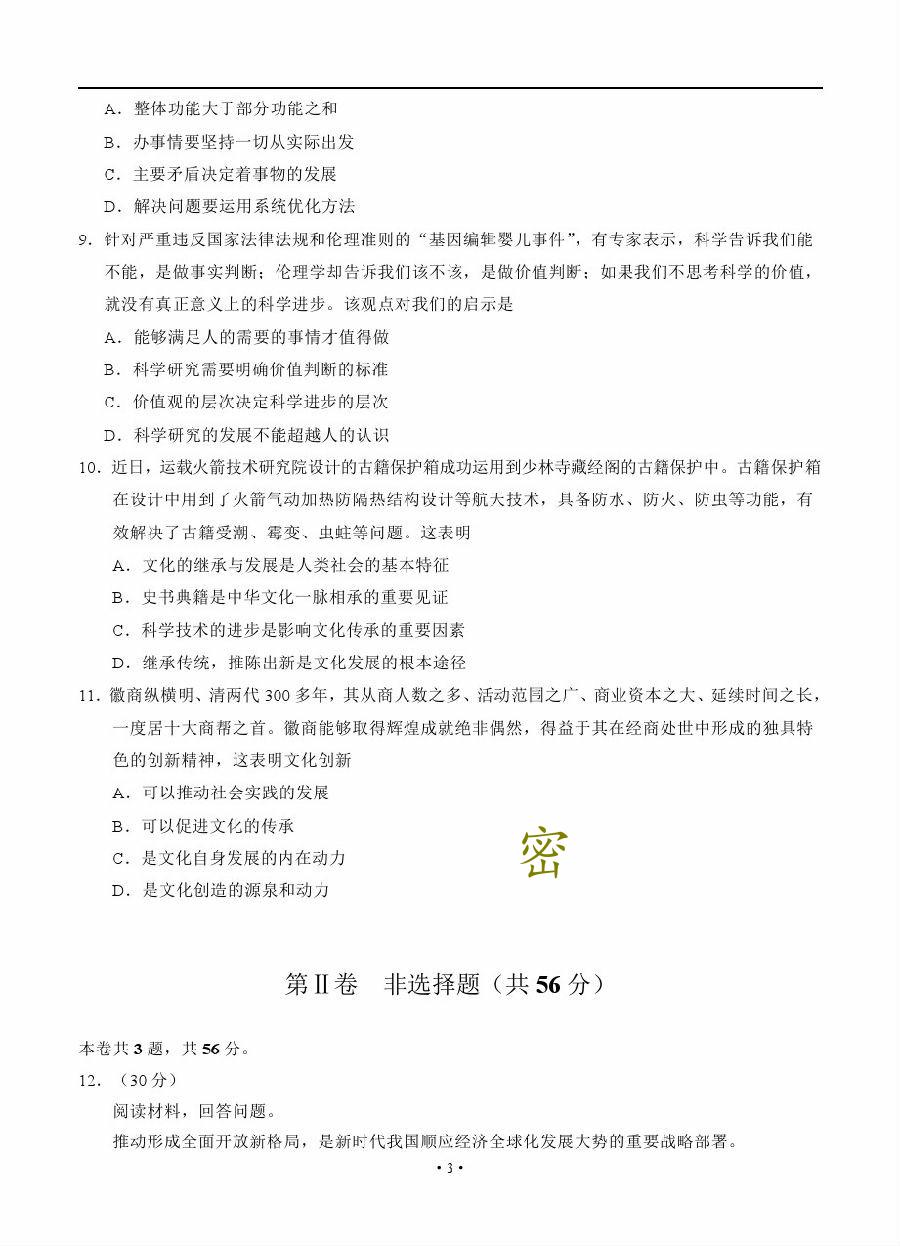 A．整体功能大于部分功能之和
B．办事情要坚持一切从实际出发
C．主要矛盾决定着事物的发展
D．解决问题要运用系统优化方法
9．针对严重违反国家法律法规和伦理准则的“基因编辑婴儿事件”，有专家表示，科学告诉我们能
不能，是做事实判断；伦理学却告诉我们该不该，是做价值判断；如果我们不思考科学的价值，
就没有真正意义上的科学进步。该观点对我们的启示是
A．能够满足人的需要的事情才值得做
B．科学研究需要明确价值判断的标准
C．价值观的层次决定科学进步的层次
D．科学研究的发展不能超越人的认识
10．近日，运载火箭技术研究院设计的古籍保护箱成功运用到少林寺藏经阁的古籍保护中。古籍保护箱
在设计中用到了火箭气动加热防隔热结构设计等航天技术，具备防水、防火、防虫等功能，有
效解决了古籍受潮、霉变、虫蛀等问题。这表明
A．文化的继承与发展是人类社会的基本特征
B．史书典籍是中华文化一脉相承的重要见证
C．科学技术的进步是影响文化传承的重要因素
D．继承传统，推陈出新是文化发展的根本途径
11．徽商纵横明、清两代 300 多年，其从商人数之多、活动范围之广、商业资本之大、延续时间之长，
一度居十大商帮之首。徽商能够取得辉煌成就绝非偶然，得益于其在经商处世中形成的独具特
色的创新精神，这表明文化创新
A．可以推动社会实践的发展
B．可以促进文化的传承
C．是文化自身发展的内在动力
D．是文化创造的源泉和动力
密
第Ⅱ卷　非选择题（共 56 分）
本卷共 3 题，共 56 分。
12．（30 分）
阅读材料，回答问题。
推动形成全面开放新格局，是新时代我国顺应经济全球化发展大势的重要战略部署。
·3·